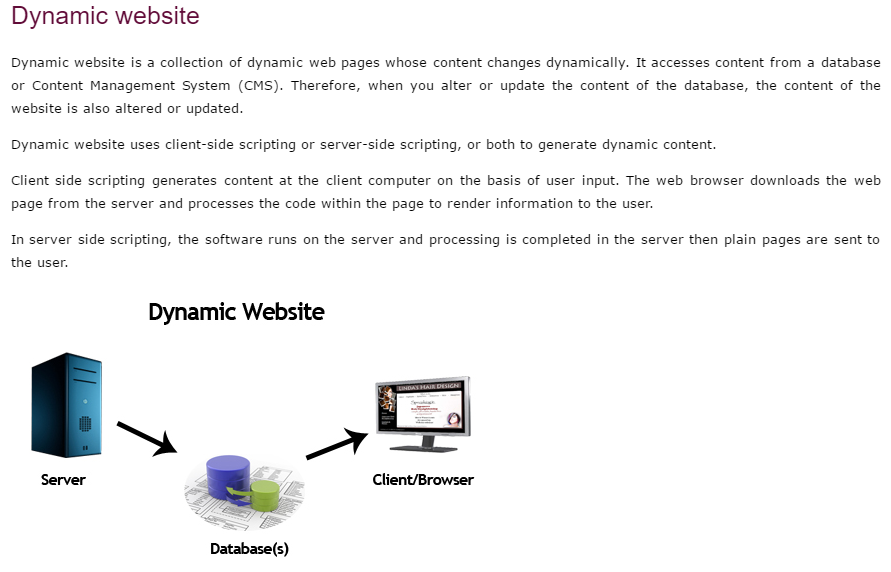 Dynamic website
Dynamic website is a collection of dynamic web pages whose content changes dynamically. It accesses content from a database
or Content Management System (CMS). Therefore, when you alter or update the content of the database, the content of the
website is also altered or updated.
Dynamic website uses client-side scripting or server-side scripting, or both to generate dynamic content.
Client side scripting generates content at the client computer on the basis of user input. The web browser downloads the web
page from the server and processes the code within the page to render information to the user.
In server side scripting, the software runs on the server and processing is completed in the server then plain pages are sent to
the user.
Dynamic Website
LINDA'S HAIR DESIGN
Server
Client/Browser
Database(s)